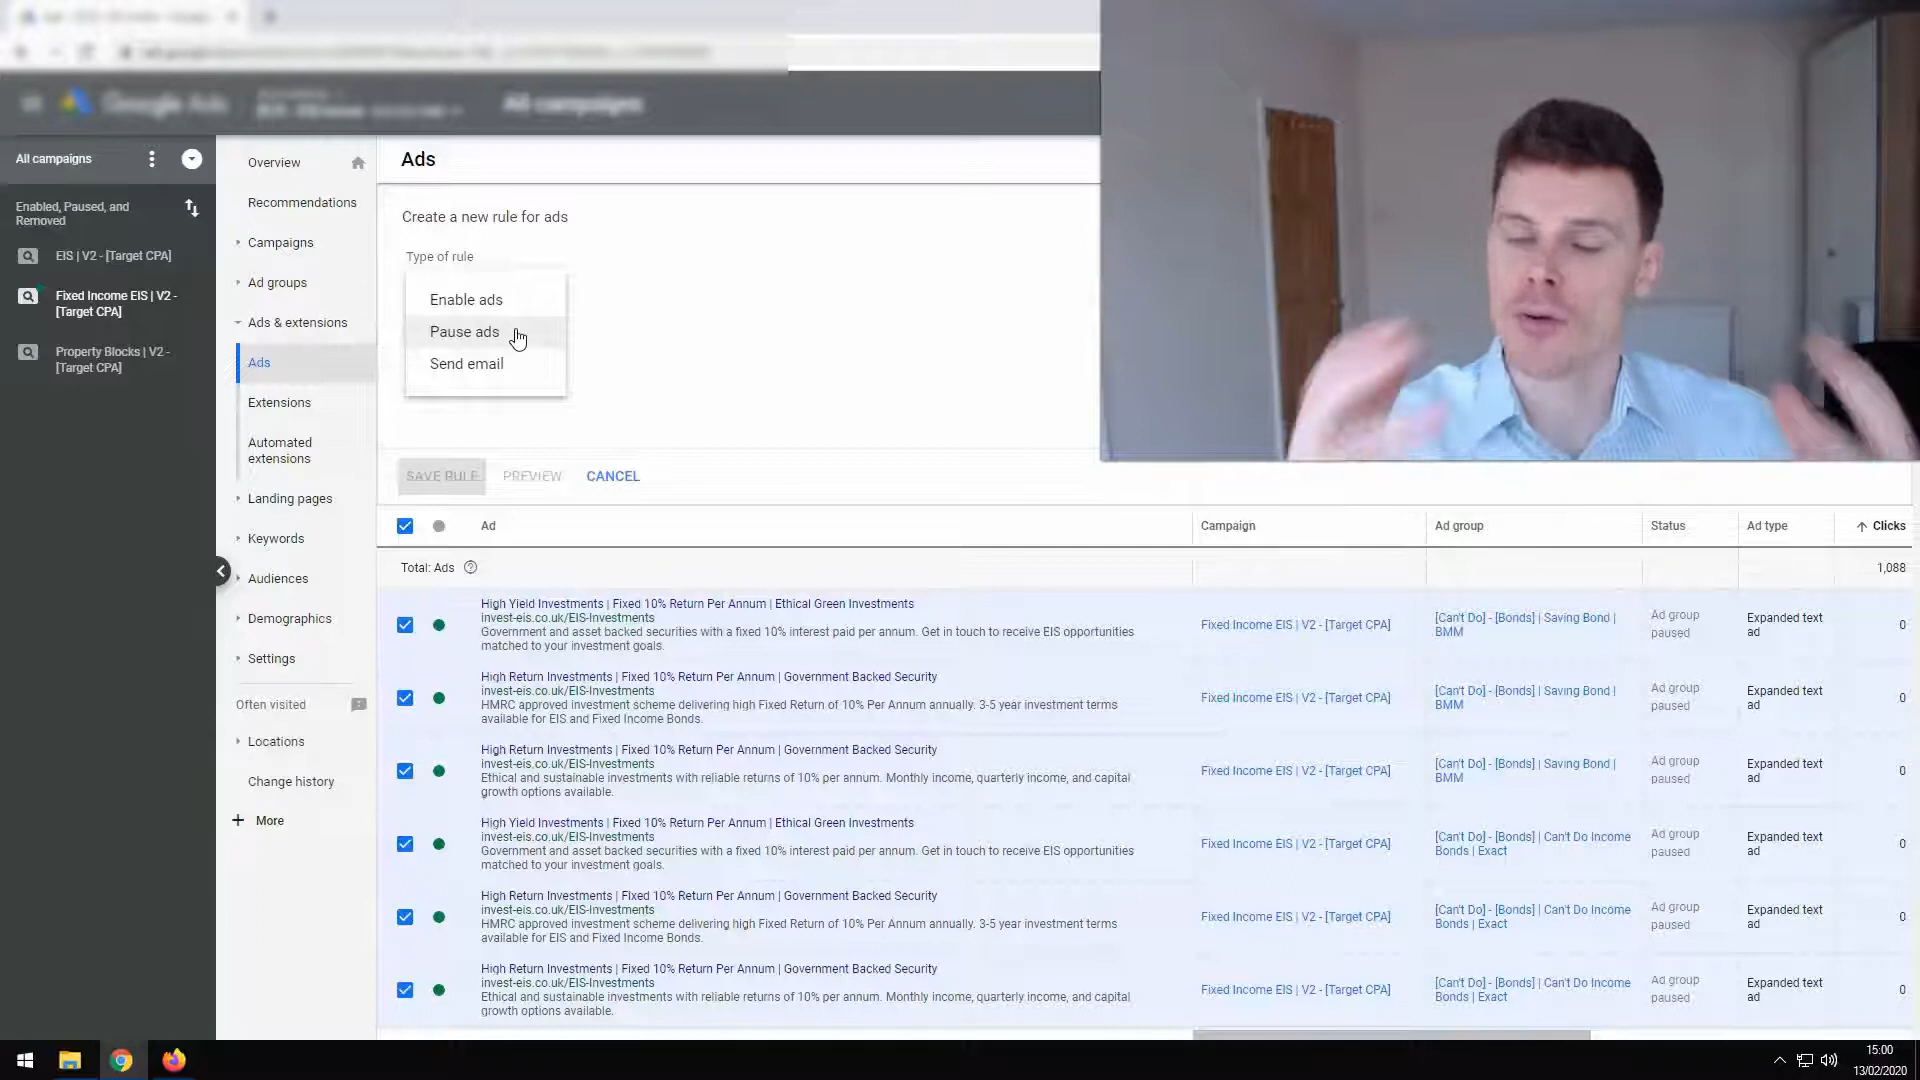 Google Ads
All campaigns
All campaigns
Enabled, Paused, and
Removed
EIS | V2 - [Target CPA]
Fixed Income EIS | V2 -
[Target CPA]
Property Blocks | V2 -
[Target CPA]
Overview
Recommendations
Campaigns
Ad groups
Ads & extensions
Ads
Extensions
Automated
extensions
Landing pages
Keywords
Audiences
Demographics
Settings
Often visited
Locations
Change history
More
Ads
Create a new rule for ads
Type of rule
Enable ads
Pause ads
Send email
SAVE RULE PREVIEW CANCEL
Ad Campaign Ad group Status Ad type Clicks
Total: Ads 1,088
High Yield Investments | Fixed 10% Return Per Annum | Ethical Green Investments
invest-eis.co.uk/EIS-Investments
Government and asset backed securities with a fixed 10% interest paid per annum. Get in touch to receive EIS opportunities
matched to your investment goals.
Fixed Income EIS | V2 - [Target CPA]
[Can't Do] - [Bonds] | Saving Bond |
BMM
Ad group
paused
Expanded text
ad
0
High Return Investments | Fixed 10% Return Per Annum | Government Backed Security
invest-eis.co.uk/EIS-Investments
HMRC approved investment scheme delivering high Fixed Return of 10% Per Annum annually. 3-5 year investment terms
available for EIS and Fixed Income Bonds.
Fixed Income EIS | V2 - [Target CPA]
[Can't Do] - [Bonds] | Saving Bond |
BMM
Ad group
paused
Expanded text
ad
0
High Return Investments | Fixed 10% Return Per Annum | Government Backed Security
invest-eis.co.uk/EIS-Investments
Ethical and sustainable investments with reliable returns of 10% per annum. Monthly income, quarterly income, and capital
growth options available.
Fixed Income EIS | V2 - [Target CPA]
[Can't Do] - [Bonds] | Saving Bond |
BMM
Ad group
paused
Expanded text
ad
0
High Yield Investments | Fixed 10% Return Per Annum | Ethical Green Investments
invest-eis.co.uk/EIS-Investments
Government and asset backed securities with a fixed 10% interest paid per annum. Get in touch to receive EIS opportunities
matched to your investment goals.
Fixed Income EIS | V2 - [Target CPA]
[Can't Do] - [Bonds] | Can't Do Income
Bonds | Exact
Ad group
paused
Expanded text
ad
0
High Return Investments | Fixed 10% Return Per Annum | Government Backed Security
invest-eis.co.uk/EIS-Investments
HMRC approved investment scheme delivering high Fixed Return of 10% Per Annum annually. 3-5 year investment terms
available for EIS and Fixed Income Bonds.
Fixed Income EIS | V2 - [Target CPA]
[Can't Do] - [Bonds] | Can't Do Income
Bonds | Exact
Ad group
paused
Expanded text
ad
0
High Return Investments | Fixed 10% Return Per Annum | Government Backed Security
invest-eis.co.uk/EIS-Investments
Ethical and sustainable investments with reliable returns of 10% per annum. Monthly income, quarterly income, and capital
growth options available.
Fixed Income EIS | V2 - [Target CPA]
[Can't Do] - [Bonds] | Can't Do Income
Bonds | Exact
Ad group
paused
Expanded text
ad
0
15:00
13/02/2020